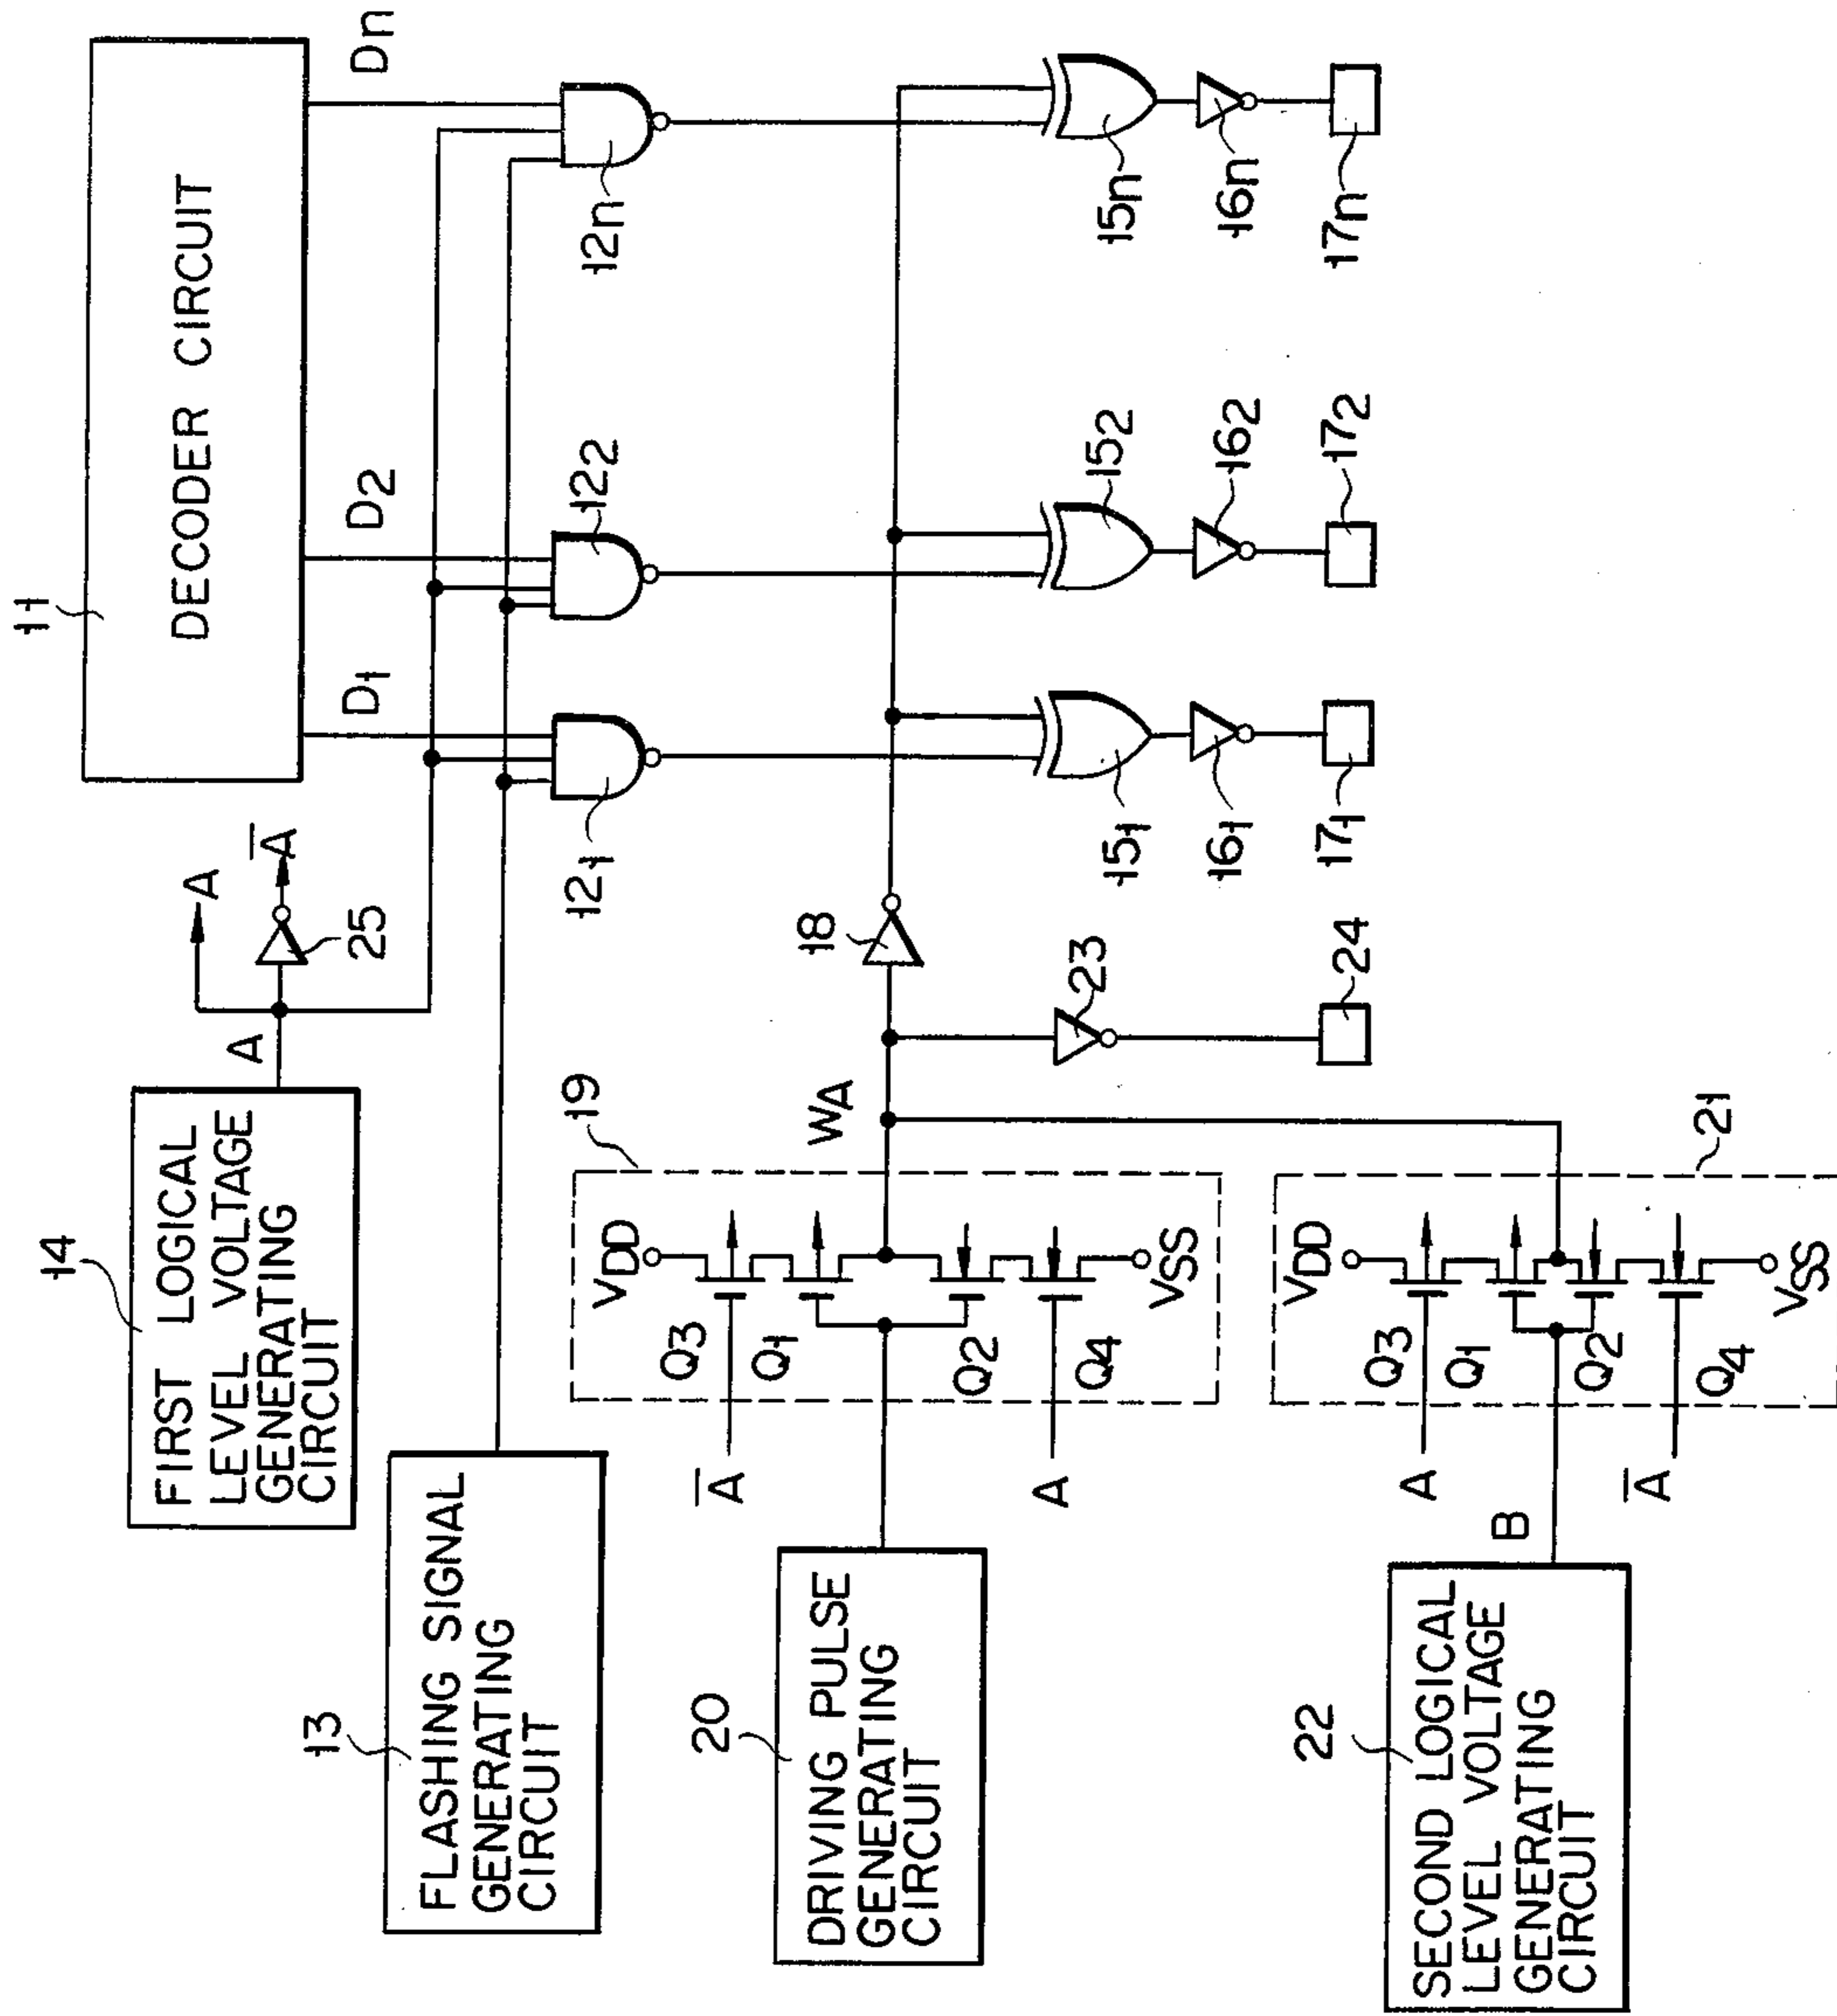 11
DECODER CIRCUIT
D1
D2
Dn
14
FIRST LOGICAL
LEVEL VOLTAGE
GENERATING
CIRCUIT
A
A
A̅
25
13
FLASHING SIGNAL
GENERATING
CIRCUIT
121
122
12n
20
DRIVING PULSE
GENERATING
CIRCUIT
19
VDD
Q3
Q1
Q2
Q4
VSS
A̅
A
WA
18
23
24
151
152
15n
161
162
16n
171
172
17n
22
SECOND LOGICAL
LEVEL VOLTAGE
GENERATING
CIRCUIT
B
21
VDD
Q3
Q1
Q2
Q4
VSS
A
A̅